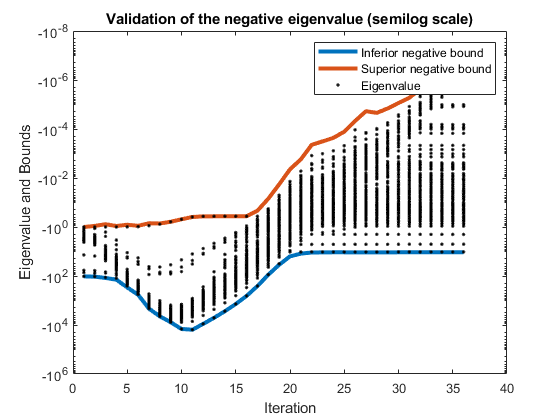 Validation of the negative eigenvalue (semilog scale)
-10^-8
-10^-6
-10^-4
-10^-2
-10^0
-10^2
-10^4
-10^6
Eigenvalue and Bounds
Inferior negative bound
Superior negative bound
Eigenvalue
0 5 10 15 20 25 30 35 40
Iteration